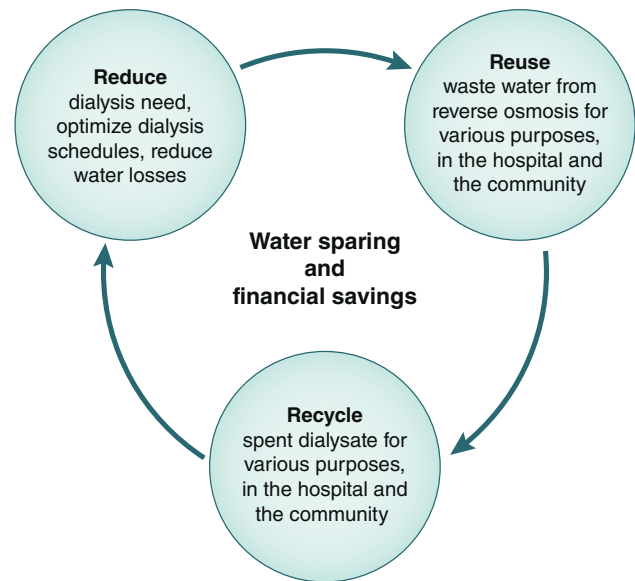 Reduce
dialysis need,
optimize dialysis
schedules, reduce
water losses
Reuse
waste water from
reverse osmosis for
various purposes,
in the hospital and
the community
Water sparing
and
financial savings
Recycle
spent dialysate for
various purposes,
in the hospital and
the community